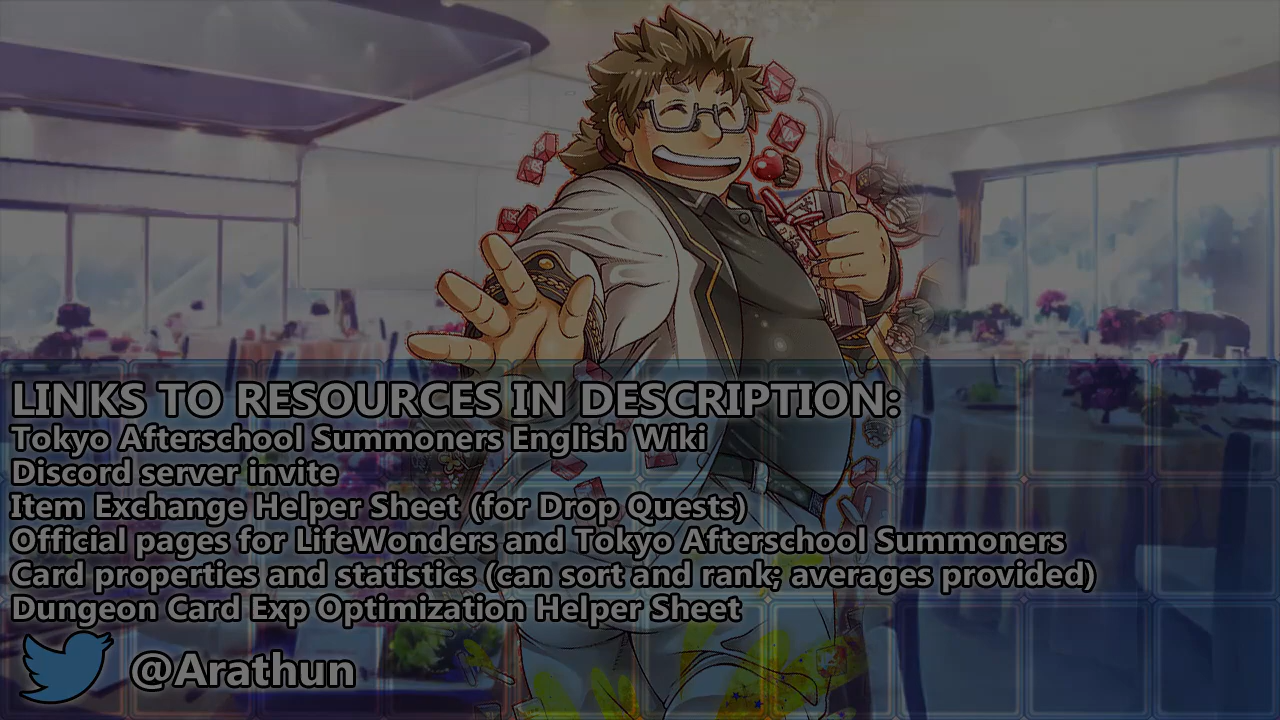 LINKS TO RESOURCES IN DESCRIPTION:
Tokyo Afterschool Summoners English Wiki
Discord server invite
Item Exchange Helper Sheet (for Drop Quests)
Official pages for LifeWonders and Tokyo Afterschool Summoners
Card properties and statistics (can sort and rank; averages provided)
Dungeon Card Exp Optimization Helper Sheet
@Arathun